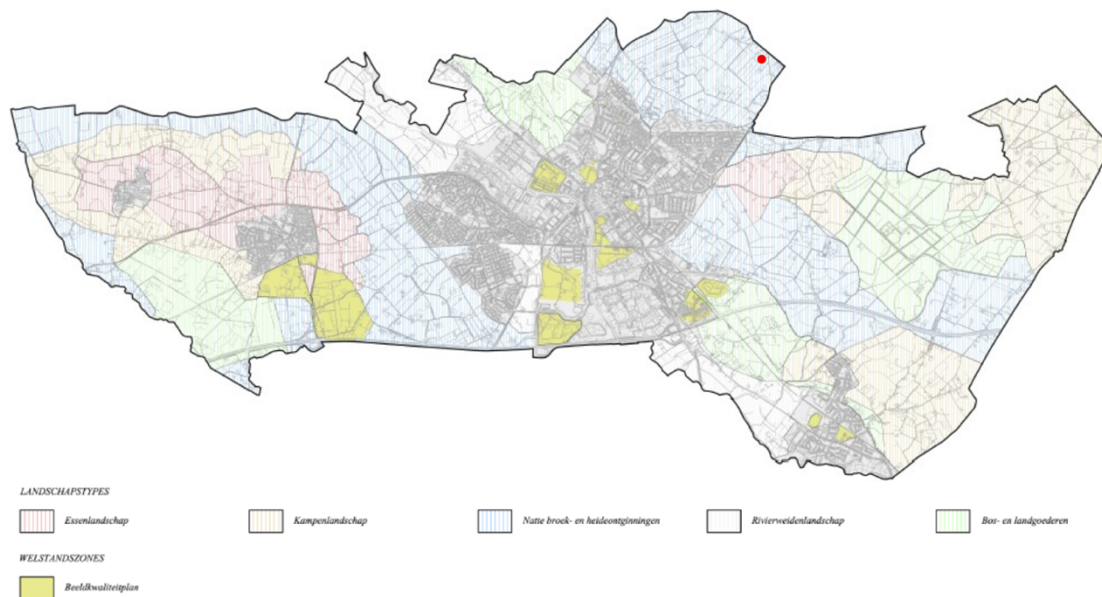 LANDSCHAPSTYPES
Essenlandschap
Kampenlandschap
Natte broek- en heideontginningen
Rivierweidenlandschap
Bos- en landgoederen
WELSTANDSZONES
Beeldkwaliteitplan